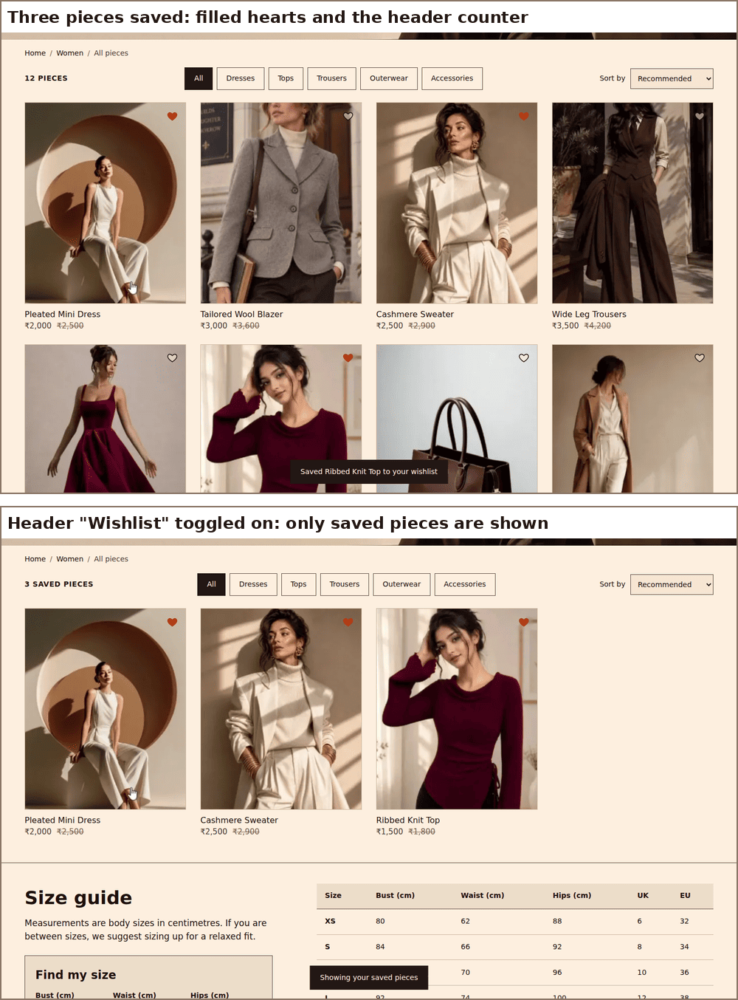 Three pieces saved: filled hearts and the header counter
Home / Women / All pieces
12 PIECES
All
Dresses
Tops
Trousers
Outerwear
Accessories
Sort by
Recommended
Pleated Mini Dress
₹2,000 ₹2,500
Tailored Wool Blazer
₹3,000 ₹3,600
Cashmere Sweater
₹2,500 ₹2,900
Wide Leg Trousers
₹3,500 ₹4,200
Saved Ribbed Knit Top to your wishlist
Header "Wishlist" toggled on: only saved pieces are shown
Home / Women / All pieces
3 SAVED PIECES
All
Dresses
Tops
Trousers
Outerwear
Accessories
Sort by
Recommended
Pleated Mini Dress
₹2,000 ₹2,500
Cashmere Sweater
₹2,500 ₹2,900
Ribbed Knit Top
₹1,500 ₹1,800
Size guide
Measurements are body sizes in centimetres. If you are
between sizes, we suggest sizing up for a relaxed fit.
Find my size
Bust (cm) Waist (cm) Hips (cm)
Size Bust (cm) Waist (cm) Hips (cm) UK EU
XS 80 62 88 6 32
S 84 66 92 8 34
70 96 10 36
L 92 74 100 12 38
Showing your saved pieces